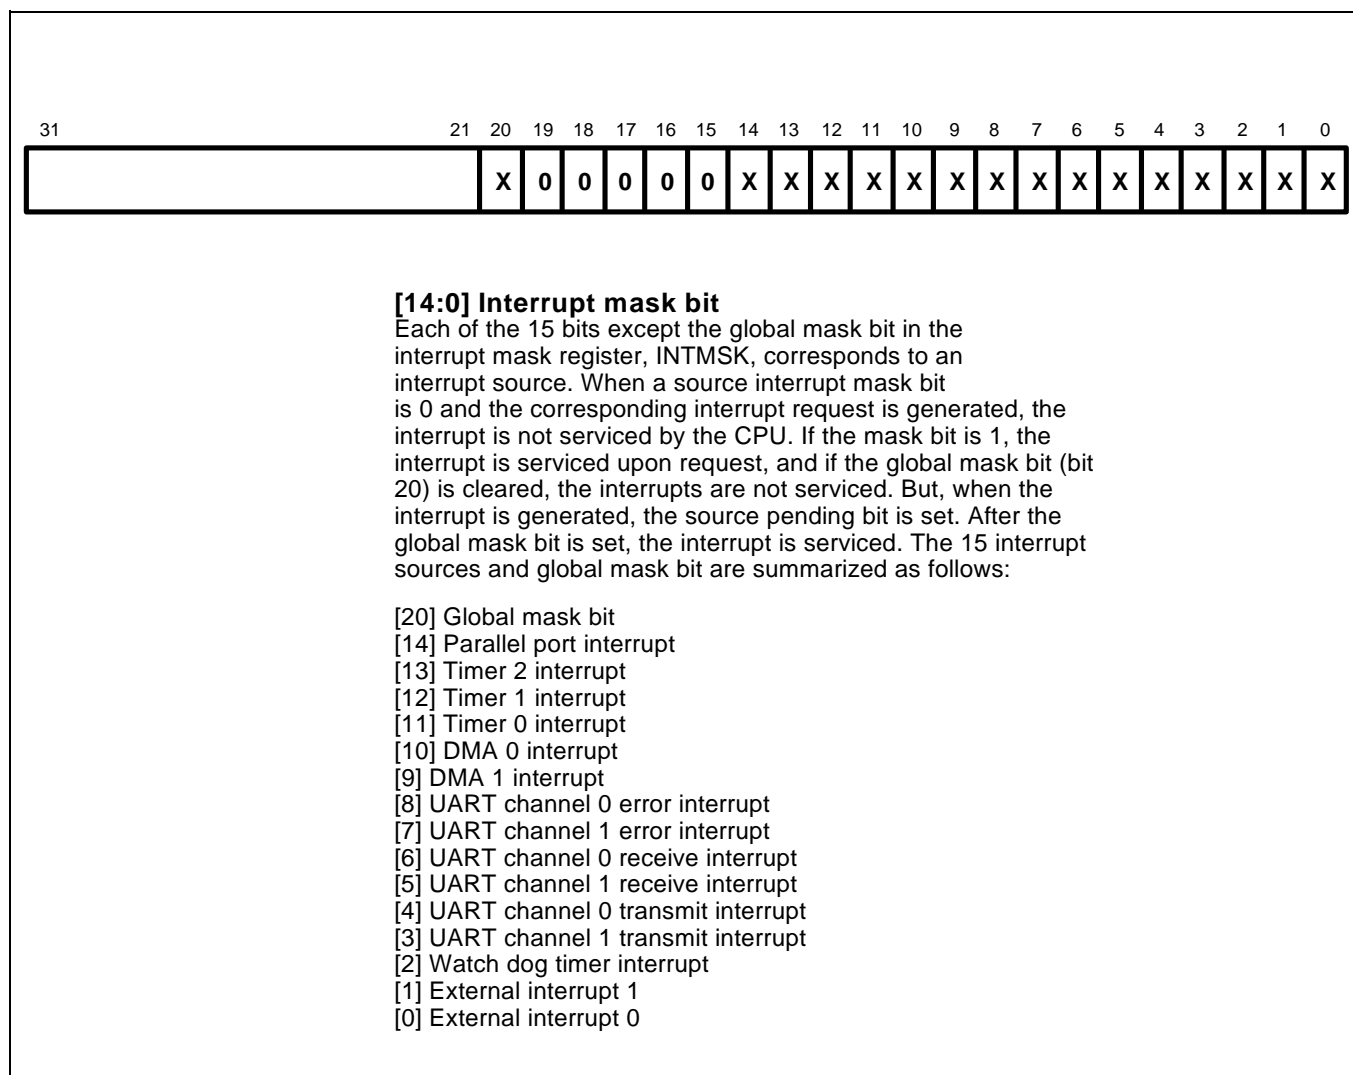 31 21 20 19 18 17 16 15 14 13 12 11 10 9 8 7 6 5 4 3 2 1 0
X 0 0 0 0 0 X X X X X X X X X X X X X X X
[14:0] Interrupt mask bit
Each of the 15 bits except the global mask bit in the
interrupt mask register, INTMSK, corresponds to an
interrupt source. When a source interrupt mask bit
is 0 and the corresponding interrupt request is generated, the
interrupt is not serviced by the CPU. If the mask bit is 1, the
interrupt is serviced upon request, and if the global mask bit (bit
20) is cleared, the interrupts are not serviced. But, when the
interrupt is generated, the source pending bit is set. After the
global mask bit is set, the interrupt is serviced. The 15 interrupt
sources and global mask bit are summarized as follows:
[20] Global mask bit
[14] Parallel port interrupt
[13] Timer 2 interrupt
[12] Timer 1 interrupt
[11] Timer 0 interrupt
[10] DMA 0 interrupt
[9] DMA 1 interrupt
[8] UART channel 0 error interrupt
[7] UART channel 1 error interrupt
[6] UART channel 0 receive interrupt
[5] UART channel 1 receive interrupt
[4] UART channel 0 transmit interrupt
[3] UART channel 1 transmit interrupt
[2] Watch dog timer interrupt
[1] External interrupt 1
[0] External interrupt 0